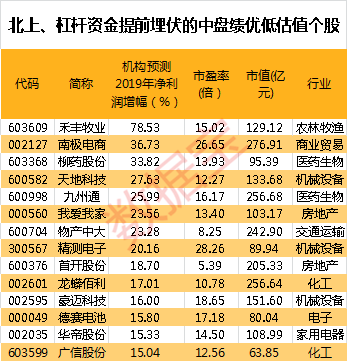 北上、杠杆资金提前埋伏的中盘绩优低估值个股
代码 简称 机构预测2019年净利润增幅（%） 市盈率（倍） 市值（亿元） 行业
603609 禾丰牧业 78.53 15.02 129.12 农林牧渔
002127 南极电商 36.73 26.65 276.91 商业贸易
603368 柳药股份 33.82 13.93 95.39 医药生物
600582 天地科技 27.63 12.27 133.68 机械设备
600998 九州通 25.99 16.17 256.68 医药生物
000560 我爱我家 23.56 13.40 103.17 房地产
600704 物产中大 23.28 8.25 242.90 交通运输
300567 精测电子 20.16 28.26 89.94 机械设备
600376 首开股份 18.70 5.39 205.33 房地产
002601 龙蟒佰利 17.01 10.78 256.64 化工
002595 豪迈科技 16.00 18.65 151.60 机械设备
000049 德赛电池 15.80 17.18 80.04 电子
002035 华帝股份 15.33 14.50 108.99 家用电器
603599 广信股份 15.04 12.56 63.85 化工
数据宝